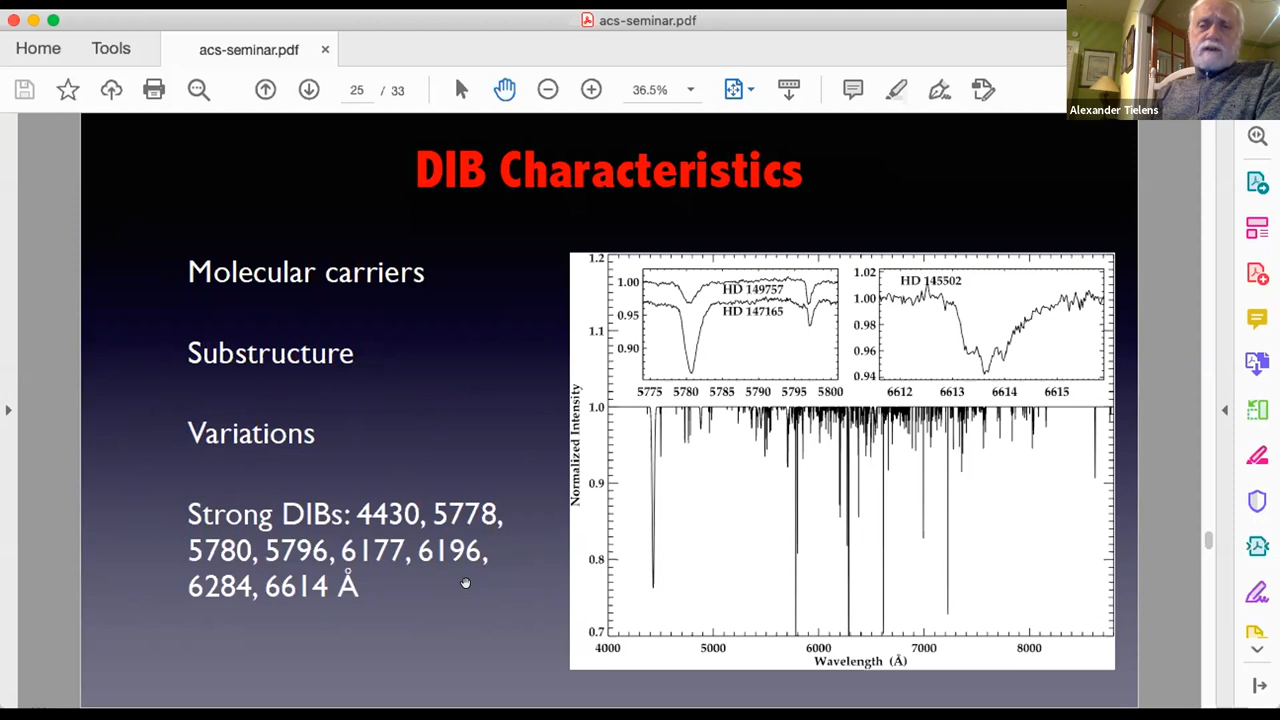 acs-seminar.pdf
Home
Tools
acs-seminar.pdf
25 / 33
36.5%
Alexander Tielens
DIB Characteristics
Molecular carriers
Substructure
Variations
Strong DIBs: 4430, 5778,
5780, 5796, 6177, 6196,
6284, 6614 Å
1.2
1.1
1.0
0.9
0.8
0.7
Normalized Intensity
4000 5000 6000 7000 8000
Wavelength (Å)
1.00
0.95
0.90
HD 149757
HD 147165
5775 5780 5785 5790 5795 5800
1.02
1.00
0.98
0.96
0.94
HD 145502
6612 6613 6614 6615